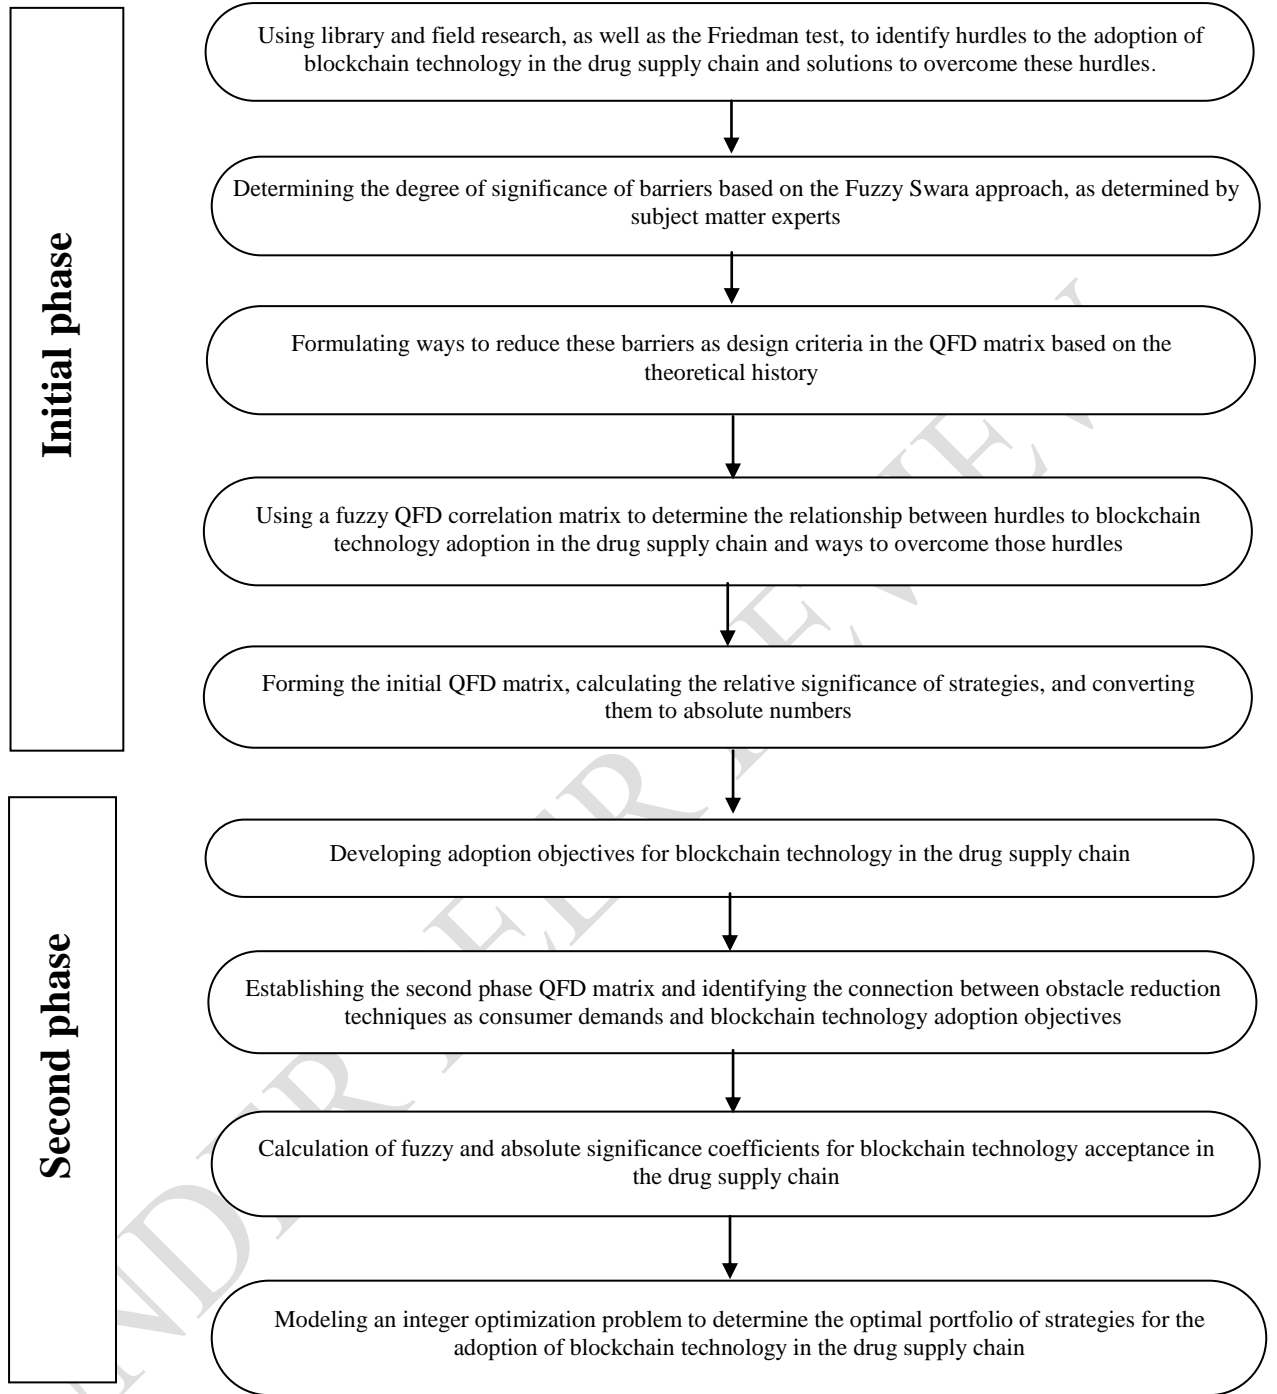 Initial phase
Using library and field research, as well as the Friedman test, to identify hurdles to the adoption of
blockchain technology in the drug supply chain and solutions to overcome these hurdles.
Determining the degree of significance of barriers based on the Fuzzy Swara approach, as determined by
subject matter experts
Formulating ways to reduce these barriers as design criteria in the QFD matrix based on the
theoretical history
Using a fuzzy QFD correlation matrix to determine the relationship between hurdles to blockchain
technology adoption in the drug supply chain and ways to overcome those hurdles
Forming the initial QFD matrix, calculating the relative significance of strategies, and converting
them to absolute numbers
Second phase
Developing adoption objectives for blockchain technology in the drug supply chain
Establishing the second phase QFD matrix and identifying the connection between obstacle reduction
techniques as consumer demands and blockchain technology adoption objectives
Calculation of fuzzy and absolute significance coefficients for blockchain technology acceptance in
the drug supply chain
Modeling an integer optimization problem to determine the optimal portfolio of strategies for the
adoption of blockchain technology in the drug supply chain